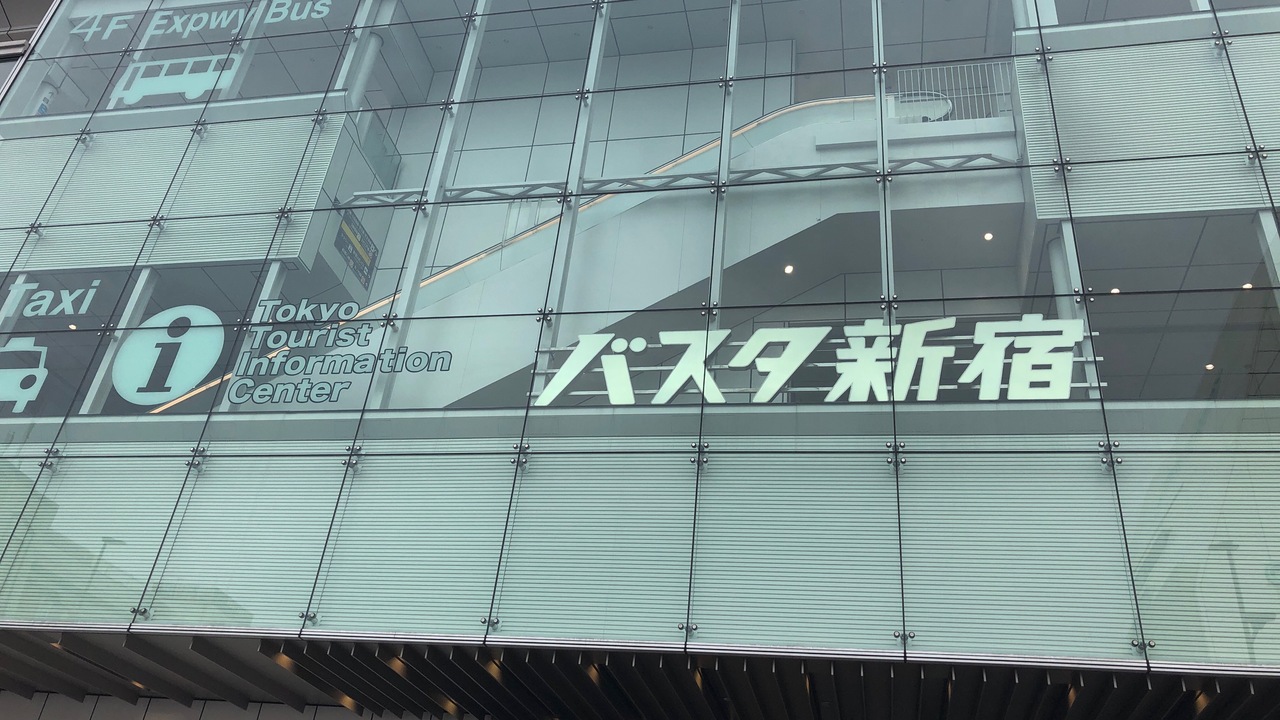 4F Expwy Bus
Taxi
i
Tokyo
Tourist
Information
Center
バスタ新宿